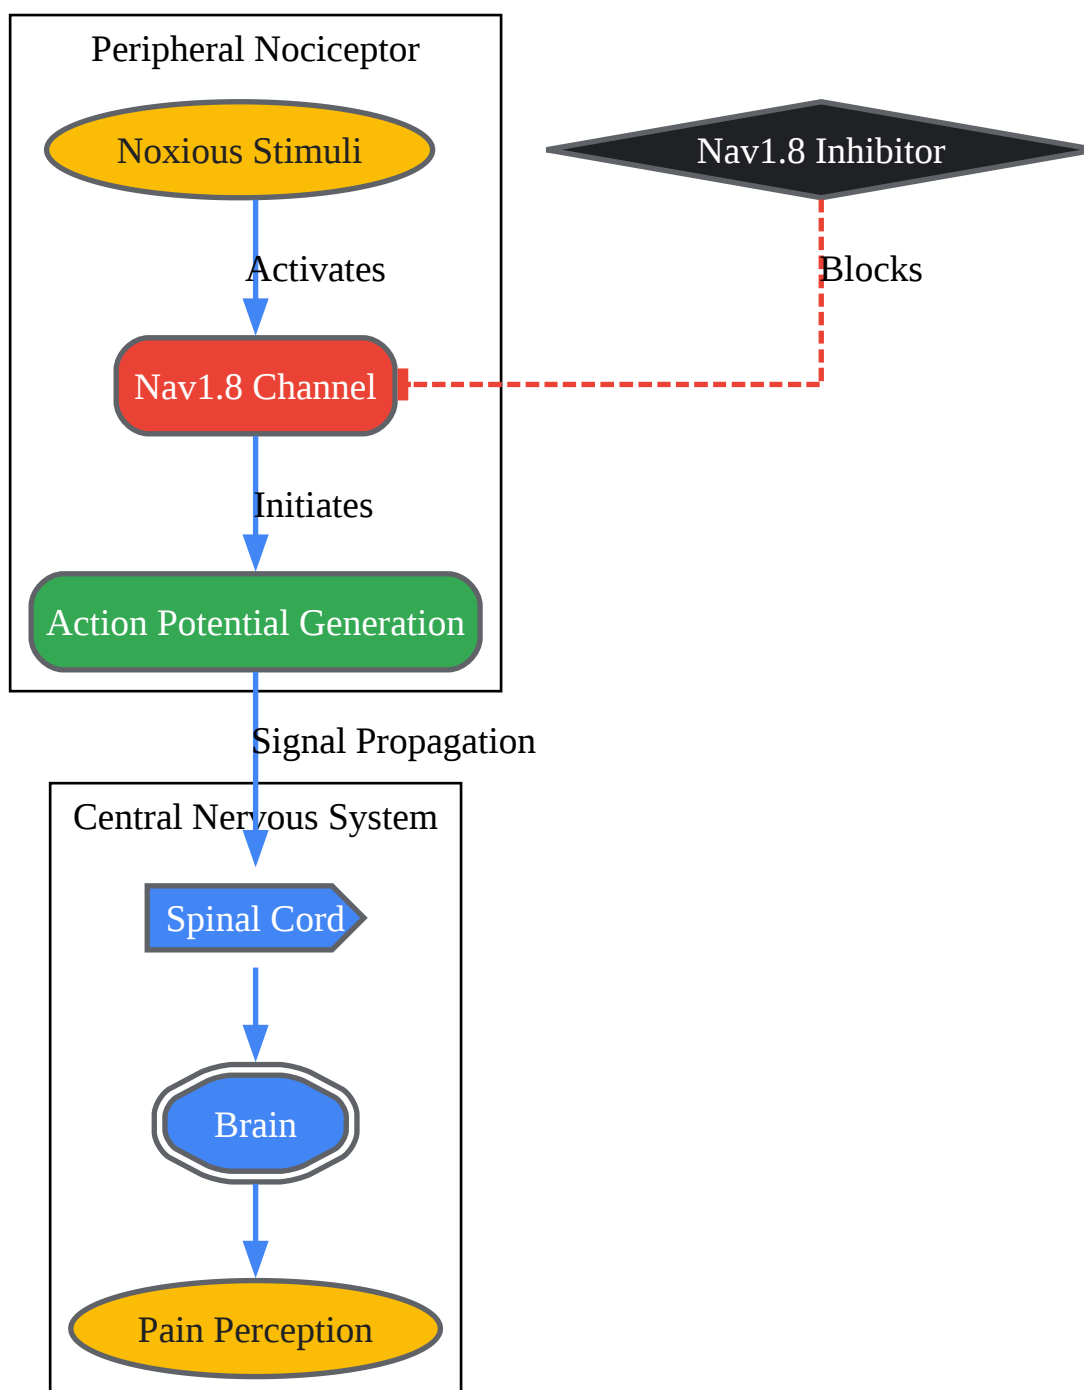 Peripheral Nociceptor
Noxious Stimuli
Nav1.8 Inhibitor
Activates
Blocks
Nav1.8 Channel
Initiates
Action Potential Generation
Signal Propagation
Central Nervous System
Spinal Cord
Brain
Pain Perception